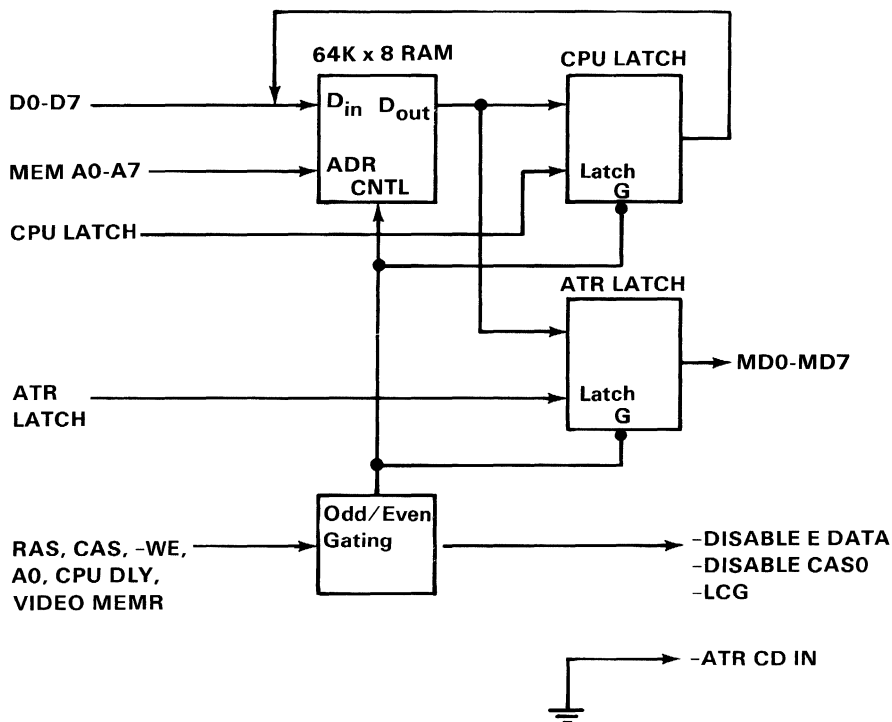 64K x 8 RAM
CPU LATCH
D0-D7
Din
Dout
MEM A0-A7
ADR
CNTL
Latch
G
CPU LATCH
ATR LATCH
MD0-MD7
ATR
LATCH
Latch
G
Odd/Even
Gating
RAS, CAS, -WE,
A0, CPU DLY,
VIDEO MEMR
-DISABLE E DATA
-DISABLE CAS0
-LCG
-ATR CD IN